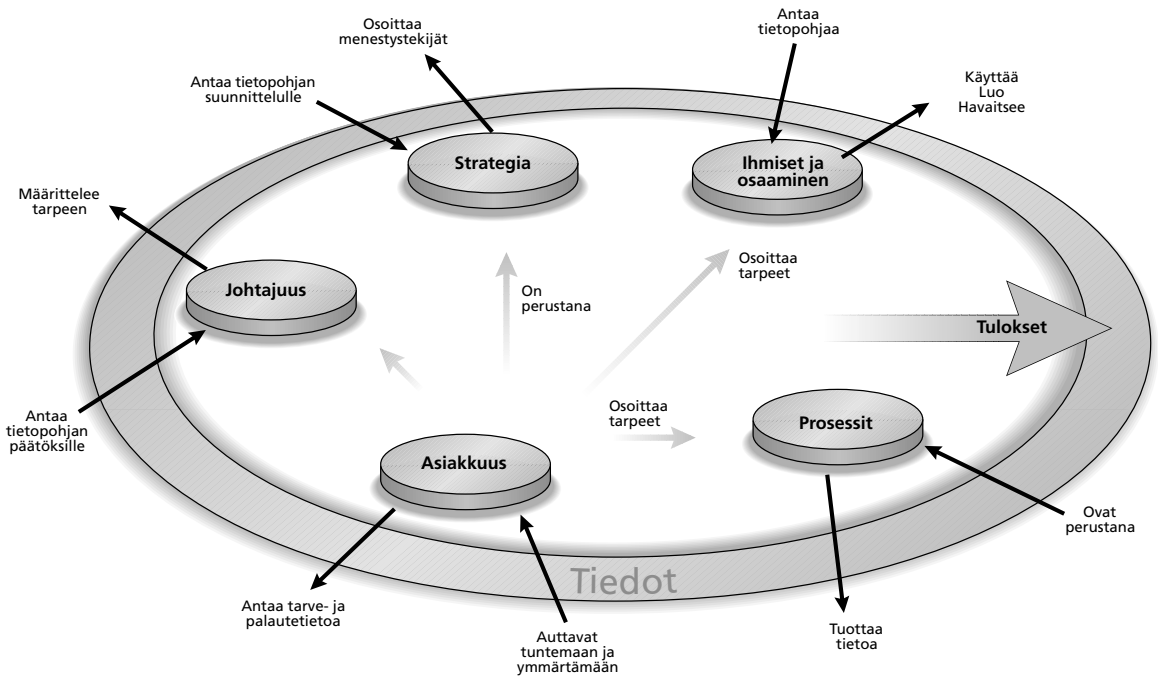 Osoittaa
menestystekijät
Antaa
tietopohjaa
Antaa tietopohjan
suunnittelulle
Käyttää
Luo
Havaitsee
Strategia
Ihmiset ja
osaaminen
Määrittelee
tarpeen
Johtajuus
On
perustana
Osoittaa
tarpeet
Tulokset
Antaa
tietopohjan
päätöksille
Osoittaa
tarpeet
Prosessit
Asiakkuus
Ovat
perustana
Tiedot
Antaa tarve- ja
palautetietoa
Auttavat
tuntemaan ja
ymmärtämään
Tuottaa
tietoa